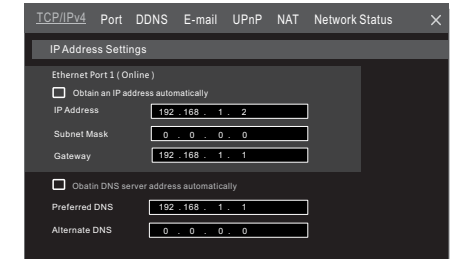 TCP/IPv4 Port DDNS E-mail UPnP NAT Network Status ×
IP Address Settings
Ethernet Port 1 ( Online )
Obtain an IP address automatically
IP Address 192 . 168 . 1 . 2
Subnet Mask 0 . 0 . 0 . 0
Gateway 192 . 168 . 1 . 1
Obatin DNS server address automatically
Preferred DNS 192 . 168 . 1 . 1
Alternate DNS 0 . 0 . 0 . 0